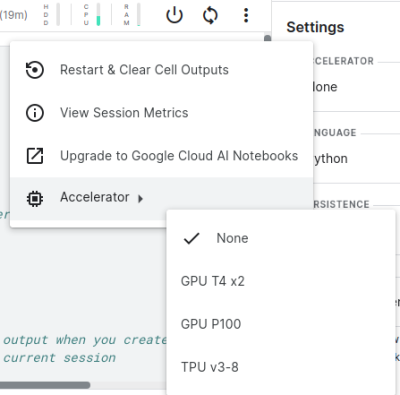 (19m)
HDD
CPU
RAM
Settings
Restart & Clear Cell Outputs
View Session Metrics
Upgrade to Google Cloud AI Notebooks
Accelerator
None
GPU T4 x2
GPU P100
TPU v3-8
CCELERATOR
lone
NGUAGE
ython
RSISTENCE
er
output when you create
current session